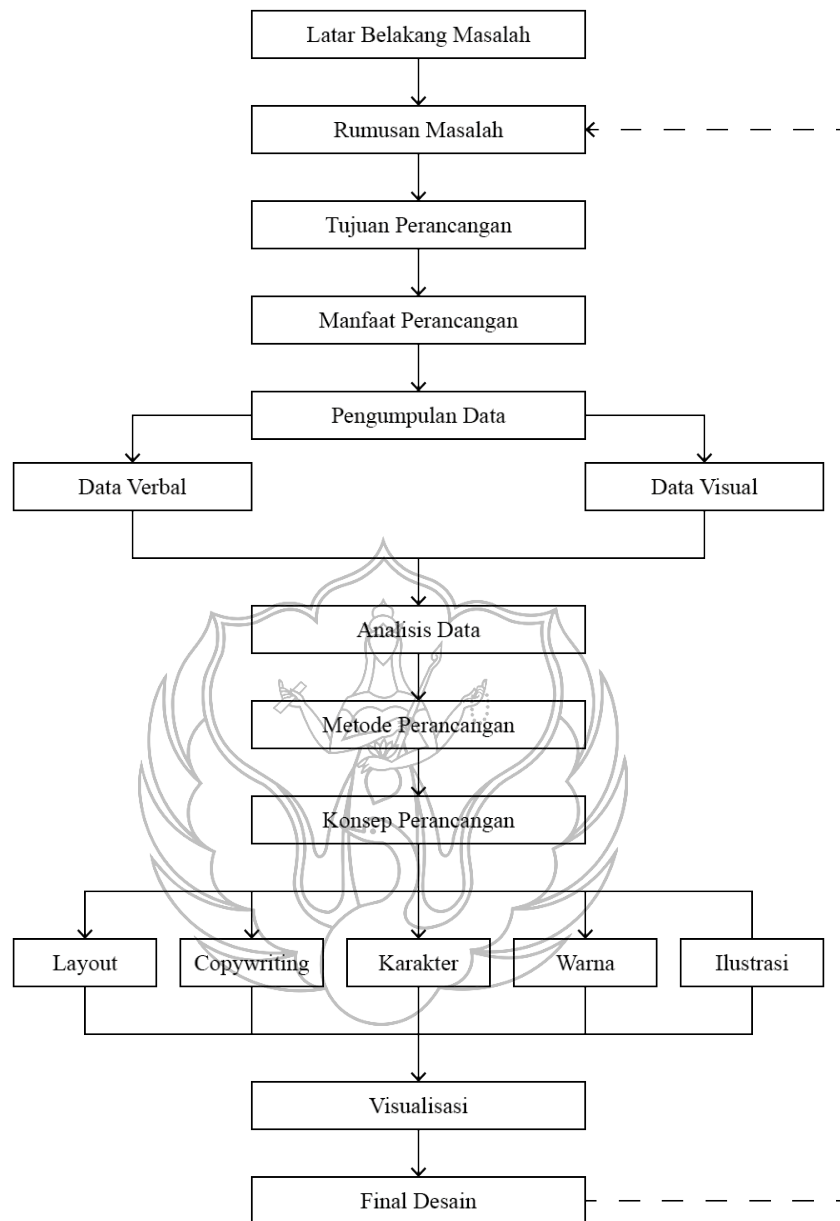 Latar Belakang Masalah
Rumusan Masalah
Tujuan Perancangan
Manfaat Perancangan
Pengumpulan Data
Data Verbal
Data Visual
Analisis Data
Metode Perancangan
Konsep Perancangan
Layout
Copywriting
Karakter
Warna
Ilustrasi
Visualisasi
Final Desain